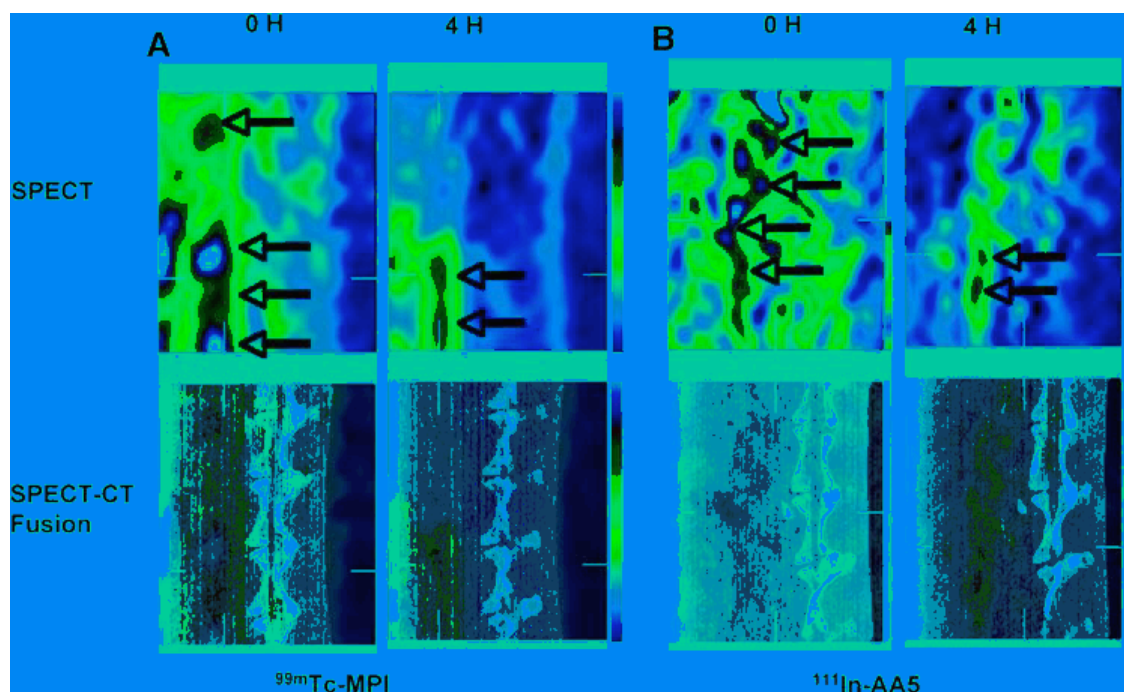 A 0 H 4 H B 0 H 4 H
SPECT
SPECT-CT
Fusion
99mTc-MPI 111In-AA5